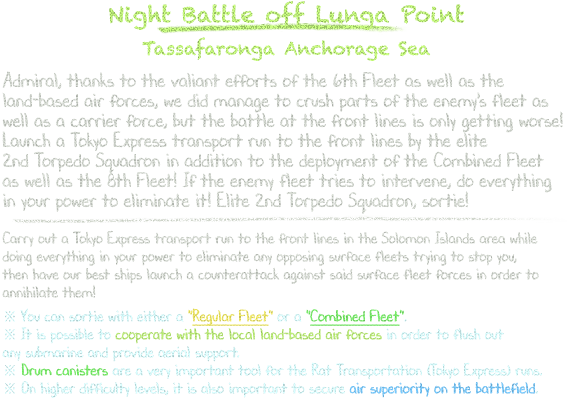 Night Battle off Lunga Point
Tassafaronga Anchorage Sea
Admiral, thanks to the valiant efforts of the 6th Fleet as well as the
land-based air forces, we did manage to crush parts of the enemy's fleet as
well as a carrier force, but the battle at the front lines is only getting worse!
Launch a Tokyo Express transport run to the front lines by the elite
2nd Torpedo Squadron in addition to the deployment of the Combined Fleet
as well as the 8th Fleet! If the enemy fleet tries to intervene, do everything
in your power to eliminate it! Elite 2nd Torpedo Squadron, sortie!
Carry out a Tokyo Express transport run to the front lines in the Solomon Islands area while
doing everything in your power to eliminate any opposing surface fleets trying to stop you,
then have our best ships launch a counterattack against said surface fleet forces in order to
annihilate them!
※ You can sortie with either a "Regular Fleet" or a "Combined Fleet".
※ It is possible to cooperate with the local land-based air forces in order to flush out
any submarine and provide aerial support.
※ Drum canisters are a very important tool for the Rat Transportation (Tokyo Express) runs.
※ On higher difficulty levels, it is also important to secure air superiority on the battlefield.